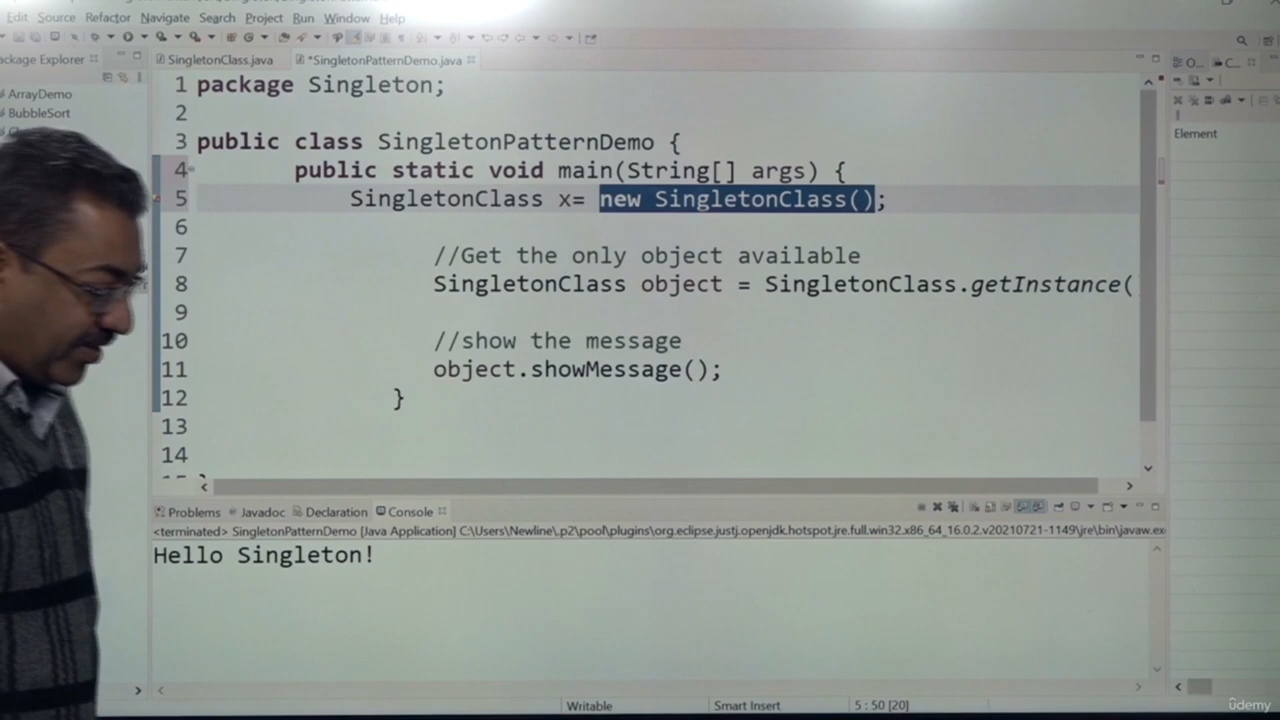 Edit Source Refactor Navigate Search Project Run Window Help
ackage Explorer
SingletonClass.java
*SingletonPatternDemo.java
O...
C...
ArrayDemo
BubbleSort
Element
1 package Singleton;
2
3 public class SingletonPatternDemo {
4 public static void main(String[] args) {
5 SingletonClass x= new SingletonClass();
6
7 //Get the only object available
8 SingletonClass object = SingletonClass.getInstance(
9
10 //show the message
11 object.showMessage();
12 }
13
14
Problems Javadoc Declaration Console
<terminated> SingletonPatternDemo [Java Application] C:\Users\Newline\.p2\pool\plugins\org.eclipse.justj.openjdk.hotspot.jre.full.win32.x86_64_16.0.2.v20210721-1149\jre\bin\javaw.ex
Hello Singleton!
Writable Smart Insert 5 : 50 [20]
ûdemy